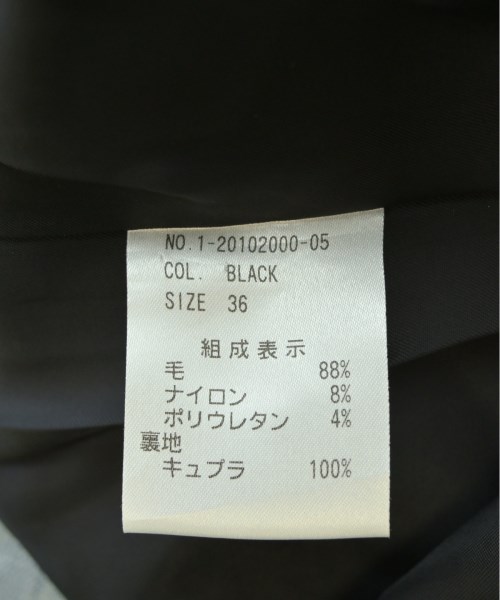 NO.1-20102000-05
COL. BLACK
SIZE 36
組成表示
毛 88%
ナイロン 8%
ポリウレタン 4%
裏地
キュプラ 100%